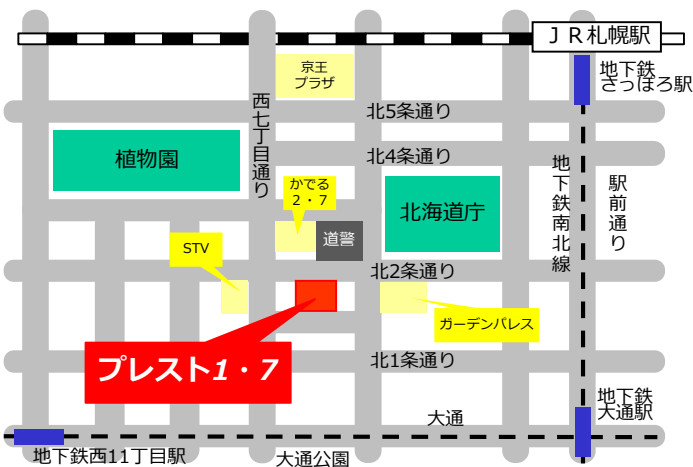 ＪＲ札幌駅
京王
プラザ
地下鉄
さっぽろ駅
西七丁目通り
北5条通り
植物園
北4条通り
地下鉄南北線
駅前通り
かでる
２・７
北海道庁
道警
STV
北2条通り
ガーデンパレス
プレスト1・7
北1条通り
地下鉄
大通駅
大通
地下鉄西11丁目駅
大通公園